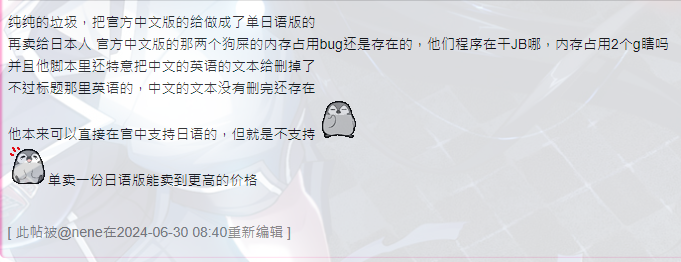 纯纯的垃圾，把官方中文版的给做成了单日语版的
再卖给日本人 官方中文版的那两个狗屎的内存占用bug还是存在的，他们程序在干JB哪，内存占用2个g瞎吗
并且他脚本里还特意把中文的英语的文本给删掉了
不过标题那里英语的，中文的文本没有删完还存在
他本来可以直接在官中支持日语的，但就是不支持
单卖一份日语版能卖到更高的价格
[ 此帖被@nene在2024-06-30 08:40重新编辑 ]